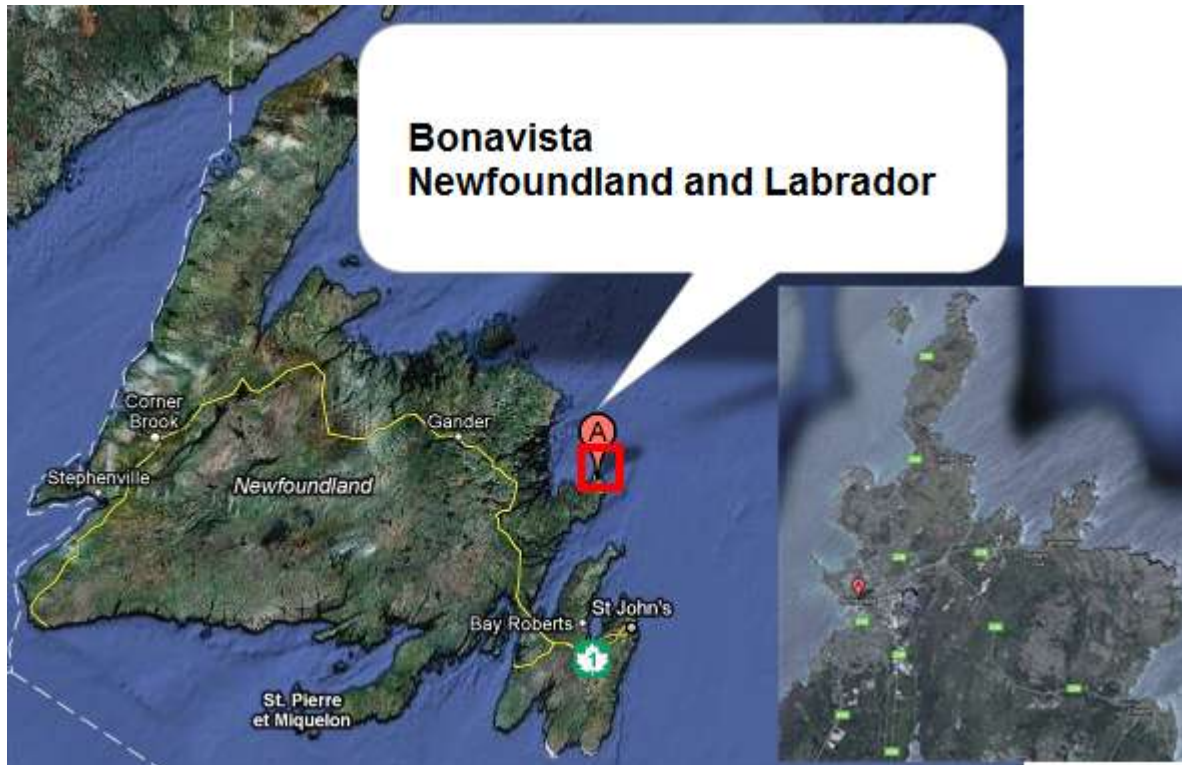 Bonavista
Newfoundland and Labrador
A
Corner
Brook
Gander
Stephenville
Newfoundland
Bay Roberts
St John's
1
St. Pierre
et Miquelon